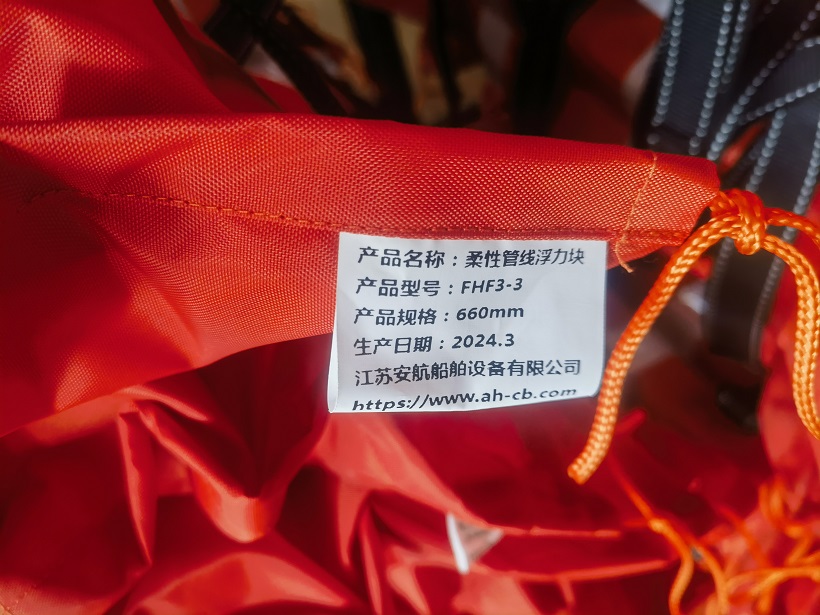 产品名称：柔性管线浮力块
产品型号：FHF3-3
产品规格：660mm
生产日期：2024.3
江苏安航船舶设备有限公司
https://www.ah-cb.com